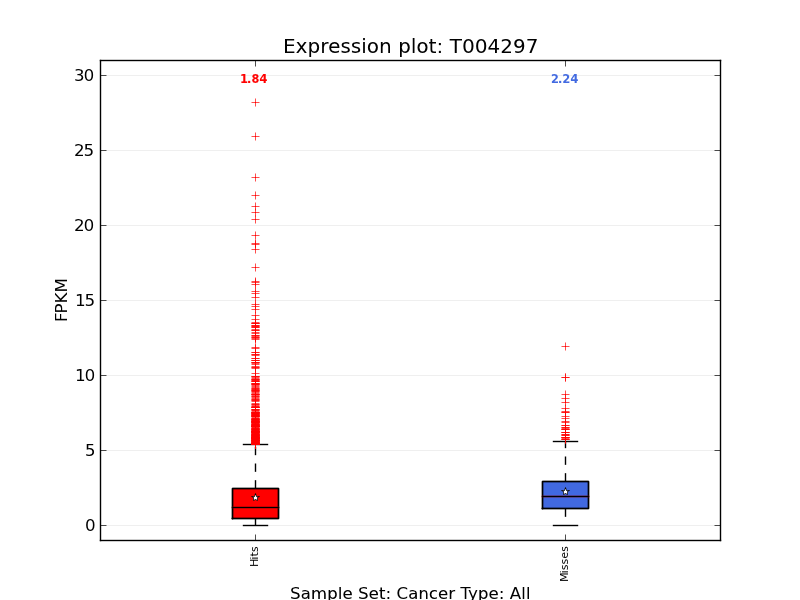 Expression plot: T004297
1.84
2.24
30
25
20
15
10
5
0
FPKM
Hits
Misses
Sample Set: Cancer Type: All